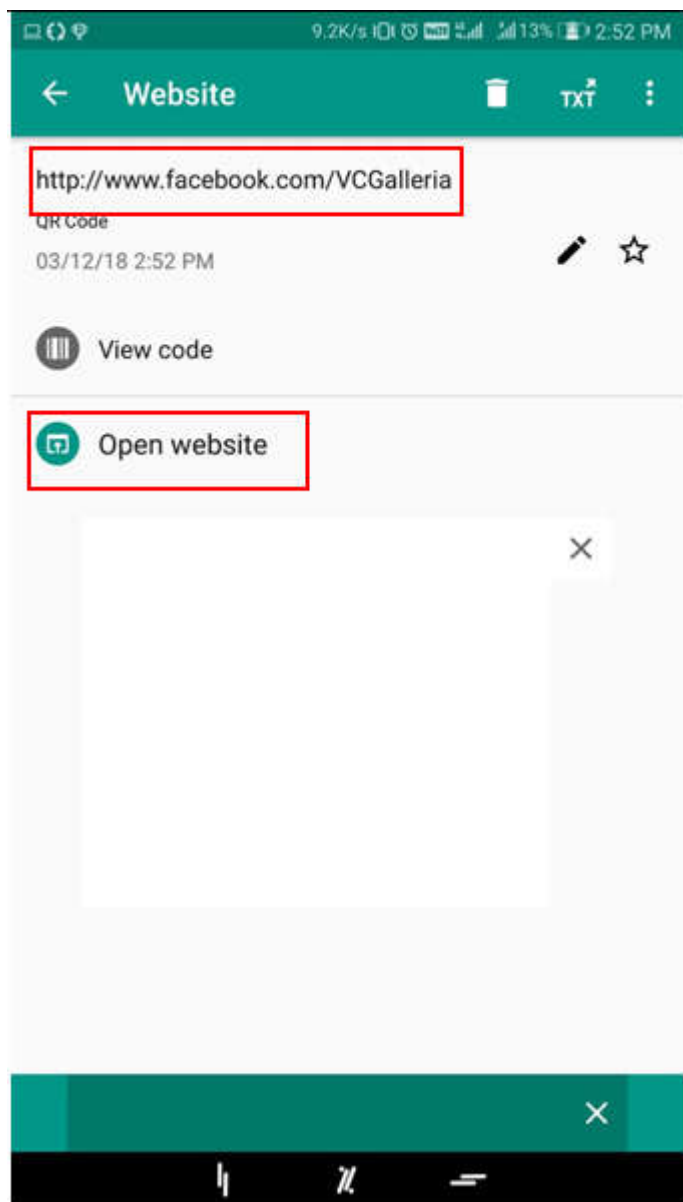 9.2K/s 13% 2:52 PM
Website TXT
http://www.facebook.com/VCGalleria
QR Code
03/12/18 2:52 PM
View code
Open website